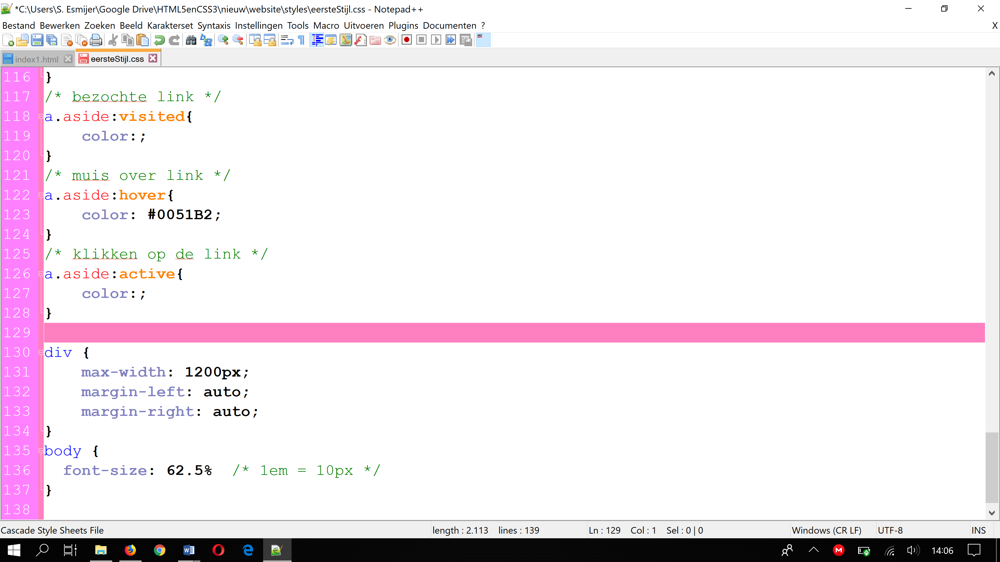 *C:\Users\S. Esmijer\Google Drive\HTML5enCSS3\nieuw\website\styles\eersteStijl.css - Notepad++
Bestand Bewerken Zoeken Beeld Karakterset Syntaxis Instellingen Tools Macro Uitvoeren Plugins Documenten ? X
ABC
index1.html eersteStijl.css
116 }
117 /* bezochte link */
118 a.aside:visited{
119 color:;
120 }
121 /* muis over link */
122 a.aside:hover{
123 color: #0051B2;
124 }
125 /* klikken op de link */
126 a.aside:active{
127 color:;
128 }
129
130 div {
131 max-width: 1200px;
132 margin-left: auto;
133 margin-right: auto;
134 }
135 body {
136 font-size: 62.5% /* 1em = 10px */
137 }
138
Cascade Style Sheets File length : 2.113 lines : 139 Ln : 129 Col : 1 Sel : 0 | 0 Windows (CR LF) UTF-8 INS
14:06